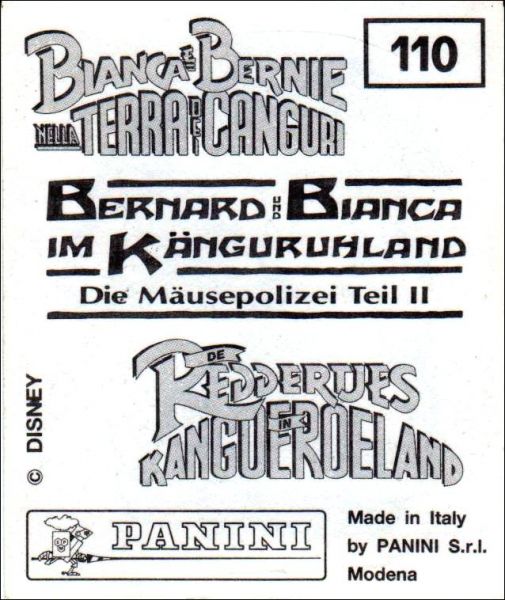 110
BIANCA E BERNIE
NELLA TERRA DEI CANGURI
BERNARD UND BIANCA
IM KÄNGURUHLAND
Die Mäusepolizei Teil II
DE
REDDERTJES
IN
KANGUEROELAND
© DISNEY
PANINI
Made in Italy
by PANINI S.r.l.
Modena